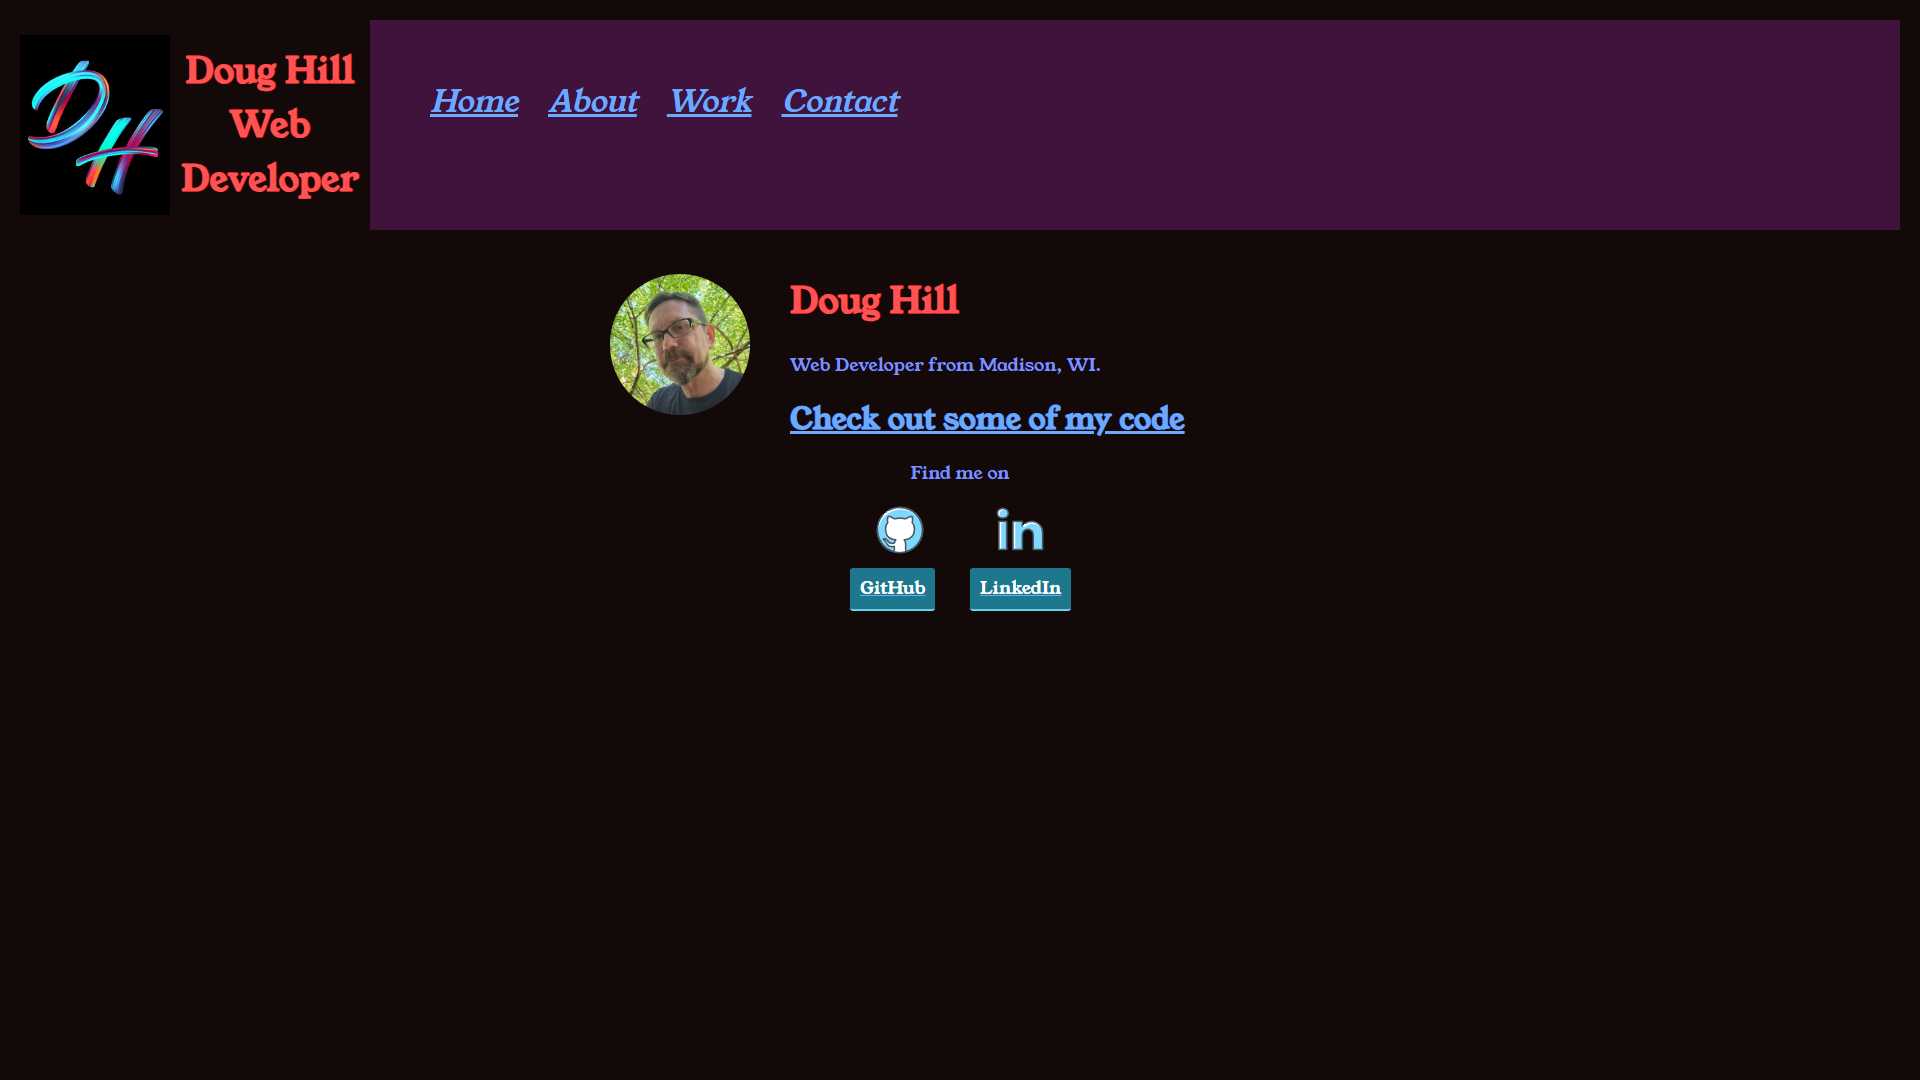 DH
Doug Hill
Web
Developer
Home About Work Contact
Doug Hill
Web Developer from Madison, WI.
Check out some of my code
Find me on
in
GitHub LinkedIn